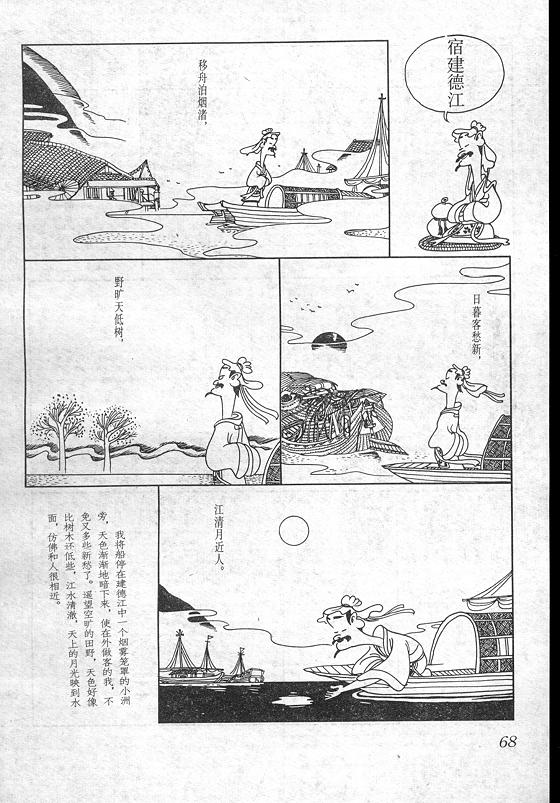 宿建德江
移舟泊烟渚，
日暮客愁新，
野旷天低树，
江清月近人。
我将船停在建德江中一个烟雾笼罩的小洲
旁，天色渐渐地暗下来，使在外做客的我，不
免又多些新愁了。遥望空旷的田野，天色好像
比树木还低些，江水清澈，天上的月光映到水
面，仿佛和人很相近。
68